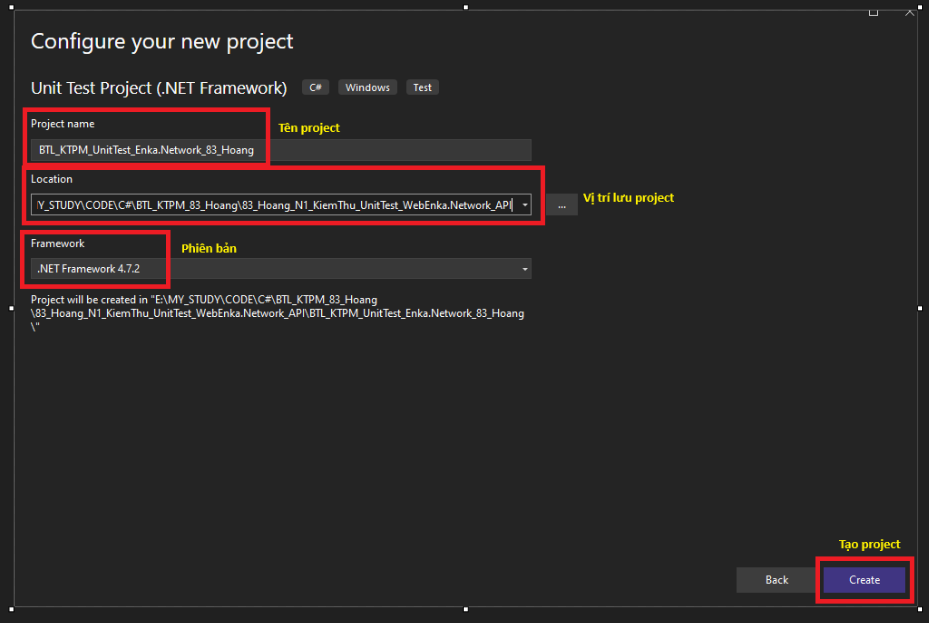 Configure your new project
Unit Test Project (.NET Framework) C# Windows Test
Project name
Tên project
BTL_KTPM_UnitTest_Enka.Network_83_Hoang
Location
Y_STUDY\CODE\C#\BTL_KTPM_83_Hoang\83_Hoang_N1_KiemThu_UnitTest_WebEnka.Network_API
...
Vị trí lưu project
Framework
Phiên bản
.NET Framework 4.7.2
Project will be created in "E:\MY_STUDY\CODE\C#\BTL_KTPM_83_Hoang
\83_Hoang_N1_KiemThu_UnitTest_WebEnka.Network_API\BTL_KTPM_UnitTest_Enka.Network_83_Hoang
\"
Tạo project
Back
Create